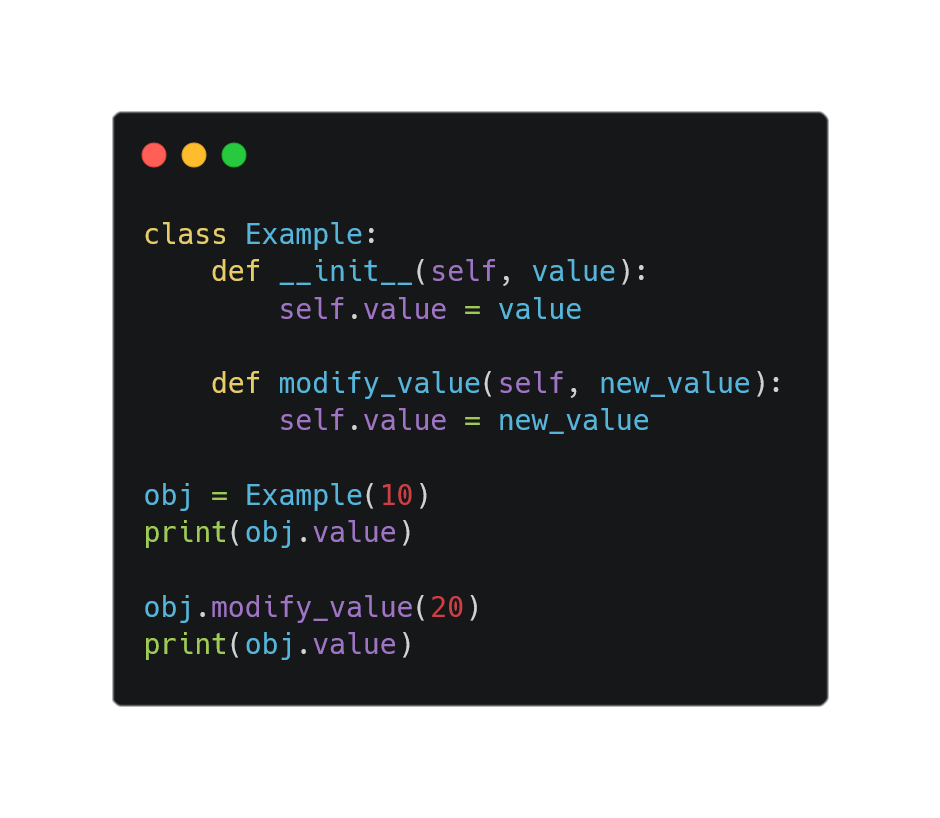 class Example:
    def __init__(self, value):
        self.value = value

    def modify_value(self, new_value):
        self.value = new_value

obj = Example(10)
print(obj.value)

obj.modify_value(20)
print(obj.value)